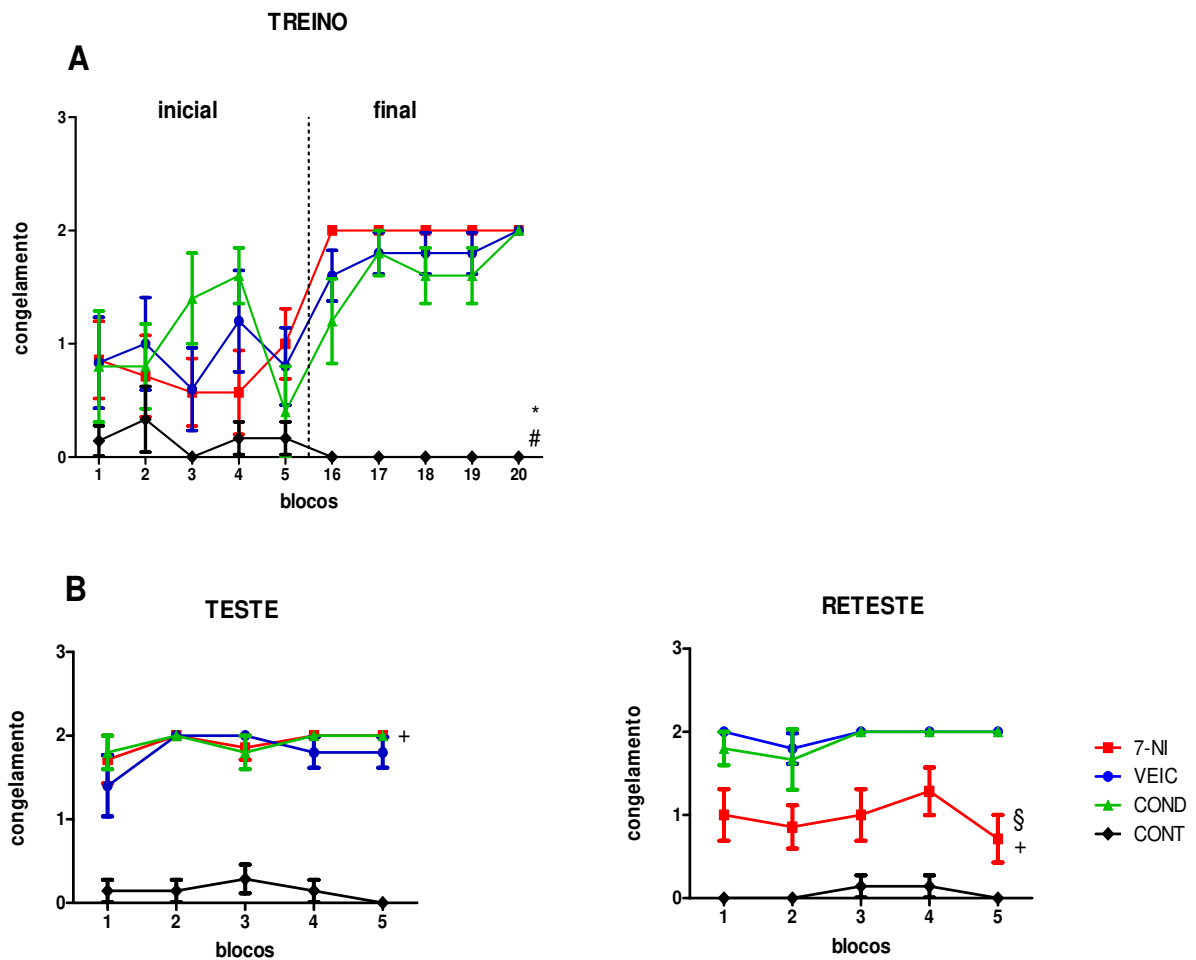 TREINO
A
inicial
final
3
2
1
0
congelamento
*
#
1 2 3 4 5 16 17 18 19 20
blocos
B
TESTE
3
2
1
0
congelamento
+
1 2 3 4 5
blocos
RETESTE
3
2
1
0
congelamento
§
+
1 2 3 4 5
blocos
7-NI
VEIC
COND
CONT